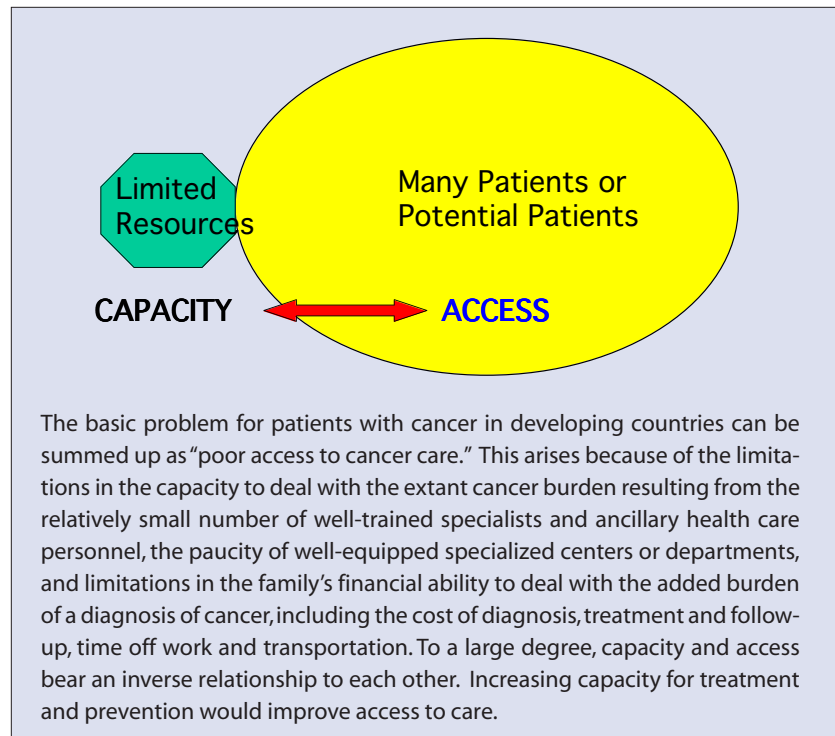 Limited
Resources
Many Patients or
Potential Patients
CAPACITY
ACCESS
The basic problem for patients with cancer in developing countries can be
summed up as “poor access to cancer care.” This arises because of the limita-
tions in the capacity to deal with the extant cancer burden resulting from the
relatively small number of well-trained specialists and ancillary health care
personnel, the paucity of well-equipped specialized centers or departments,
and limitations in the family’s financial ability to deal with the added burden
of a diagnosis of cancer, including the cost of diagnosis, treatment and follow-
up, time off work and transportation. To a large degree, capacity and access
bear an inverse relationship to each other. Increasing capacity for treatment
and prevention would improve access to care.